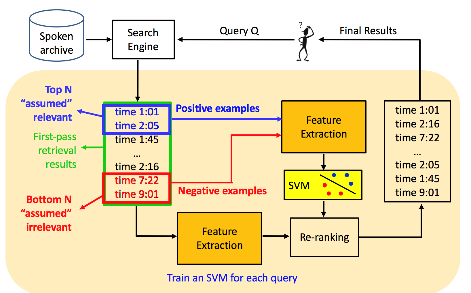 Spoken
archive
Search
Engine
Query Q
Final Results
Top N
“assumed”
relevant
First-pass
retrieval
results
Bottom N
“assumed”
irrelevant
time 1:01
time 2:05
time 1:45
...
time 2:16
time 7:22
time 9:01
Positive examples
Negative examples
Feature
Extraction
SVM
Feature
Extraction
Re-ranking
time 1:01
time 2:16
time 7:22
...
time 2:05
time 1:45
time 9:01
Train an SVM for each query